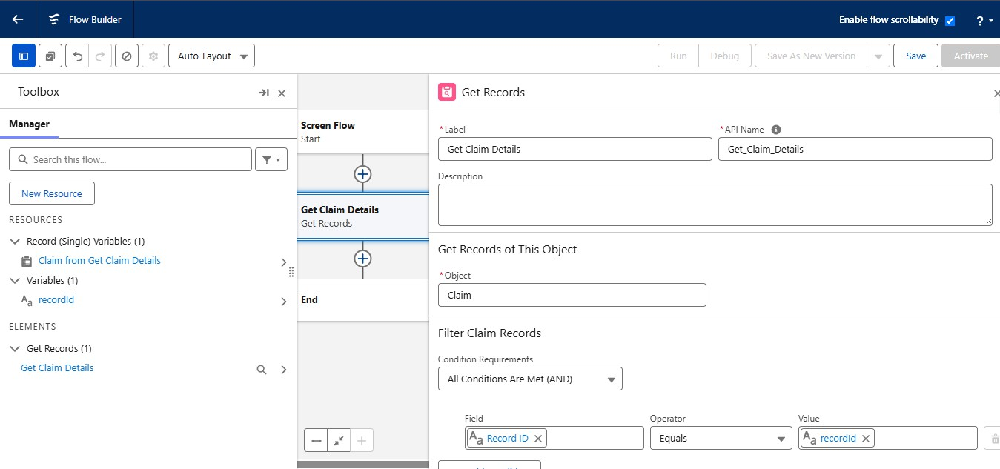 Flow Builder
Enable flow scrollability
?
Auto-Layout
Run
Debug
Save As New Version
Save
Activate
Toolbox
Manager
Search this flow...
New Resource
RESOURCES
Record (Single) Variables (1)
Claim from Get Claim Details
Variables (1)
Aa recordId
ELEMENTS
Get Records (1)
Get Claim Details
Screen Flow
Start
Get Claim Details
Get Records
End
Get Records
*Label
Get Claim Details
*API Name
Get_Claim_Details
Description
Get Records of This Object
*Object
Claim
Filter Claim Records
Condition Requirements
All Conditions Are Met (AND)
Field
Aa Record ID
Operator
Equals
Value
Aa recordId